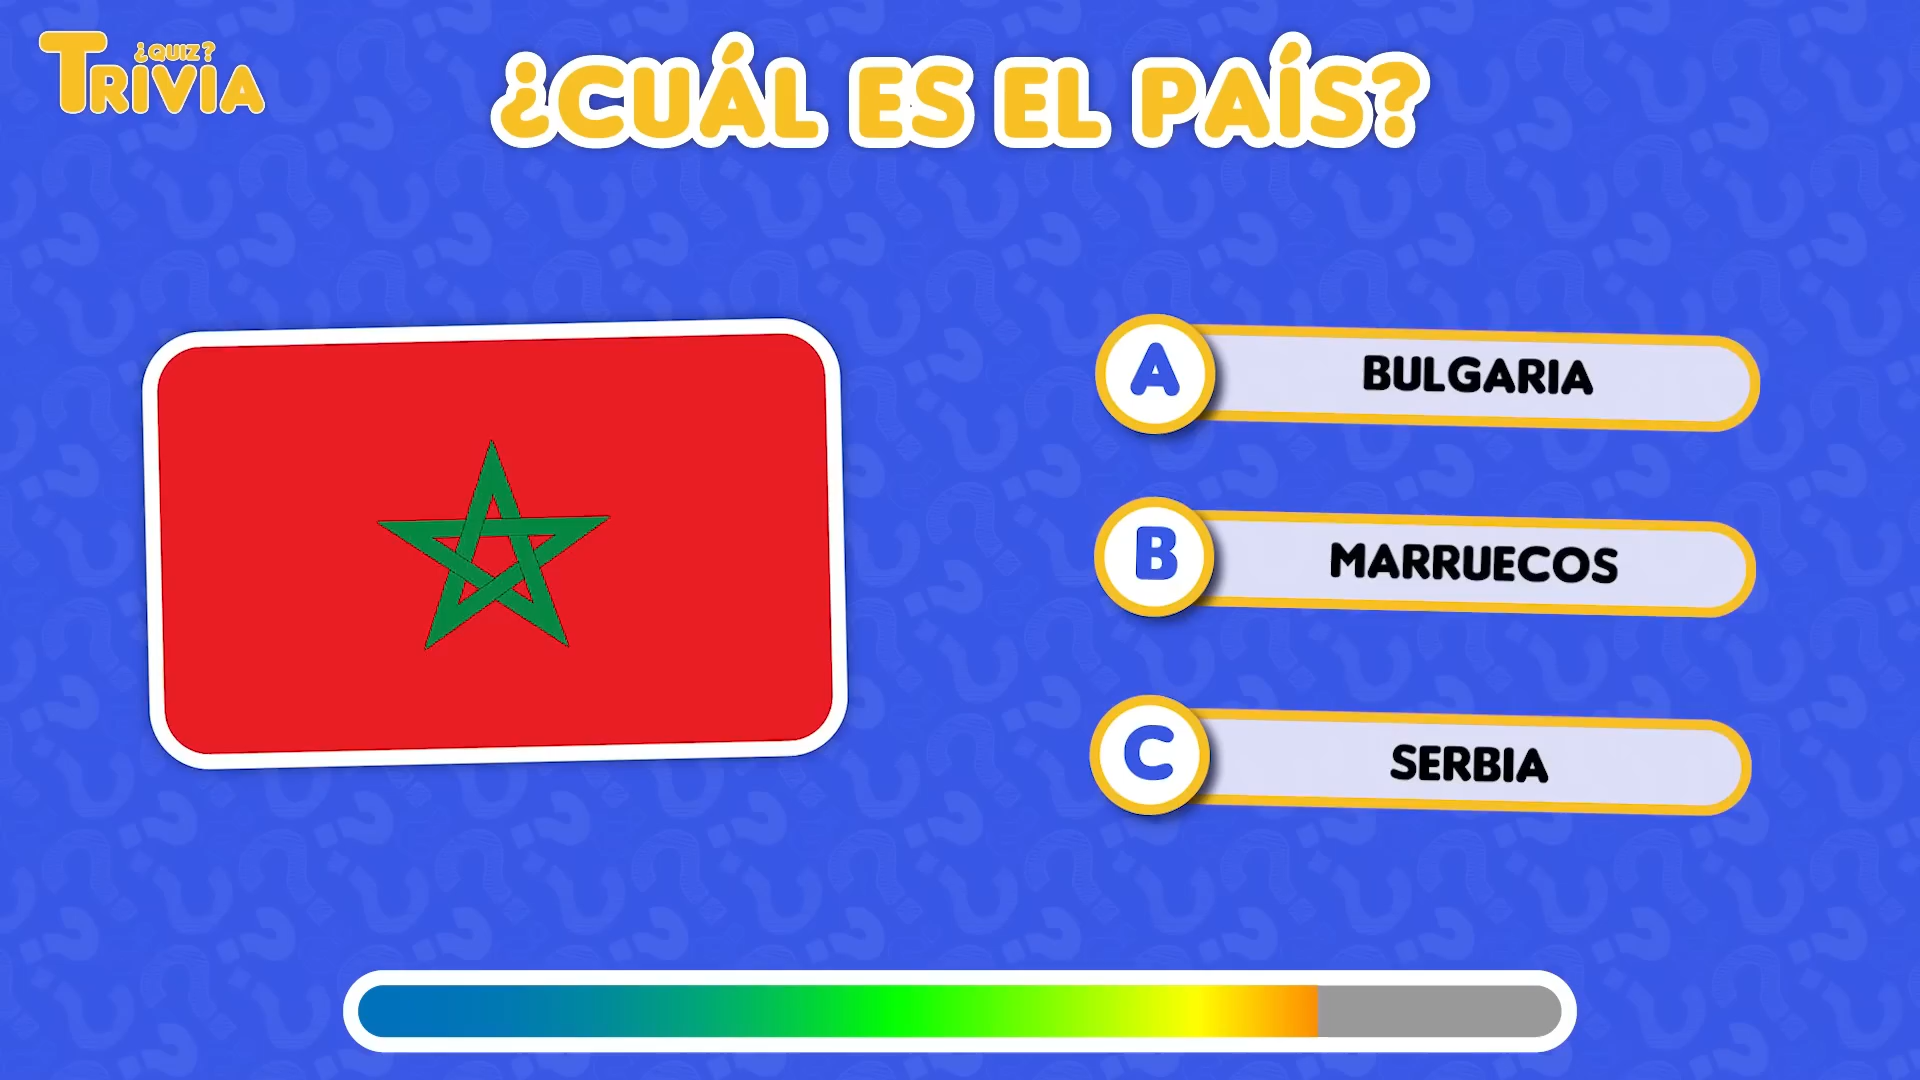 ¿QUIZ?
TRIVIA
¿CUÁL ES EL PAÍS?
A BULGARIA
B MARRUECOS
C SERBIA